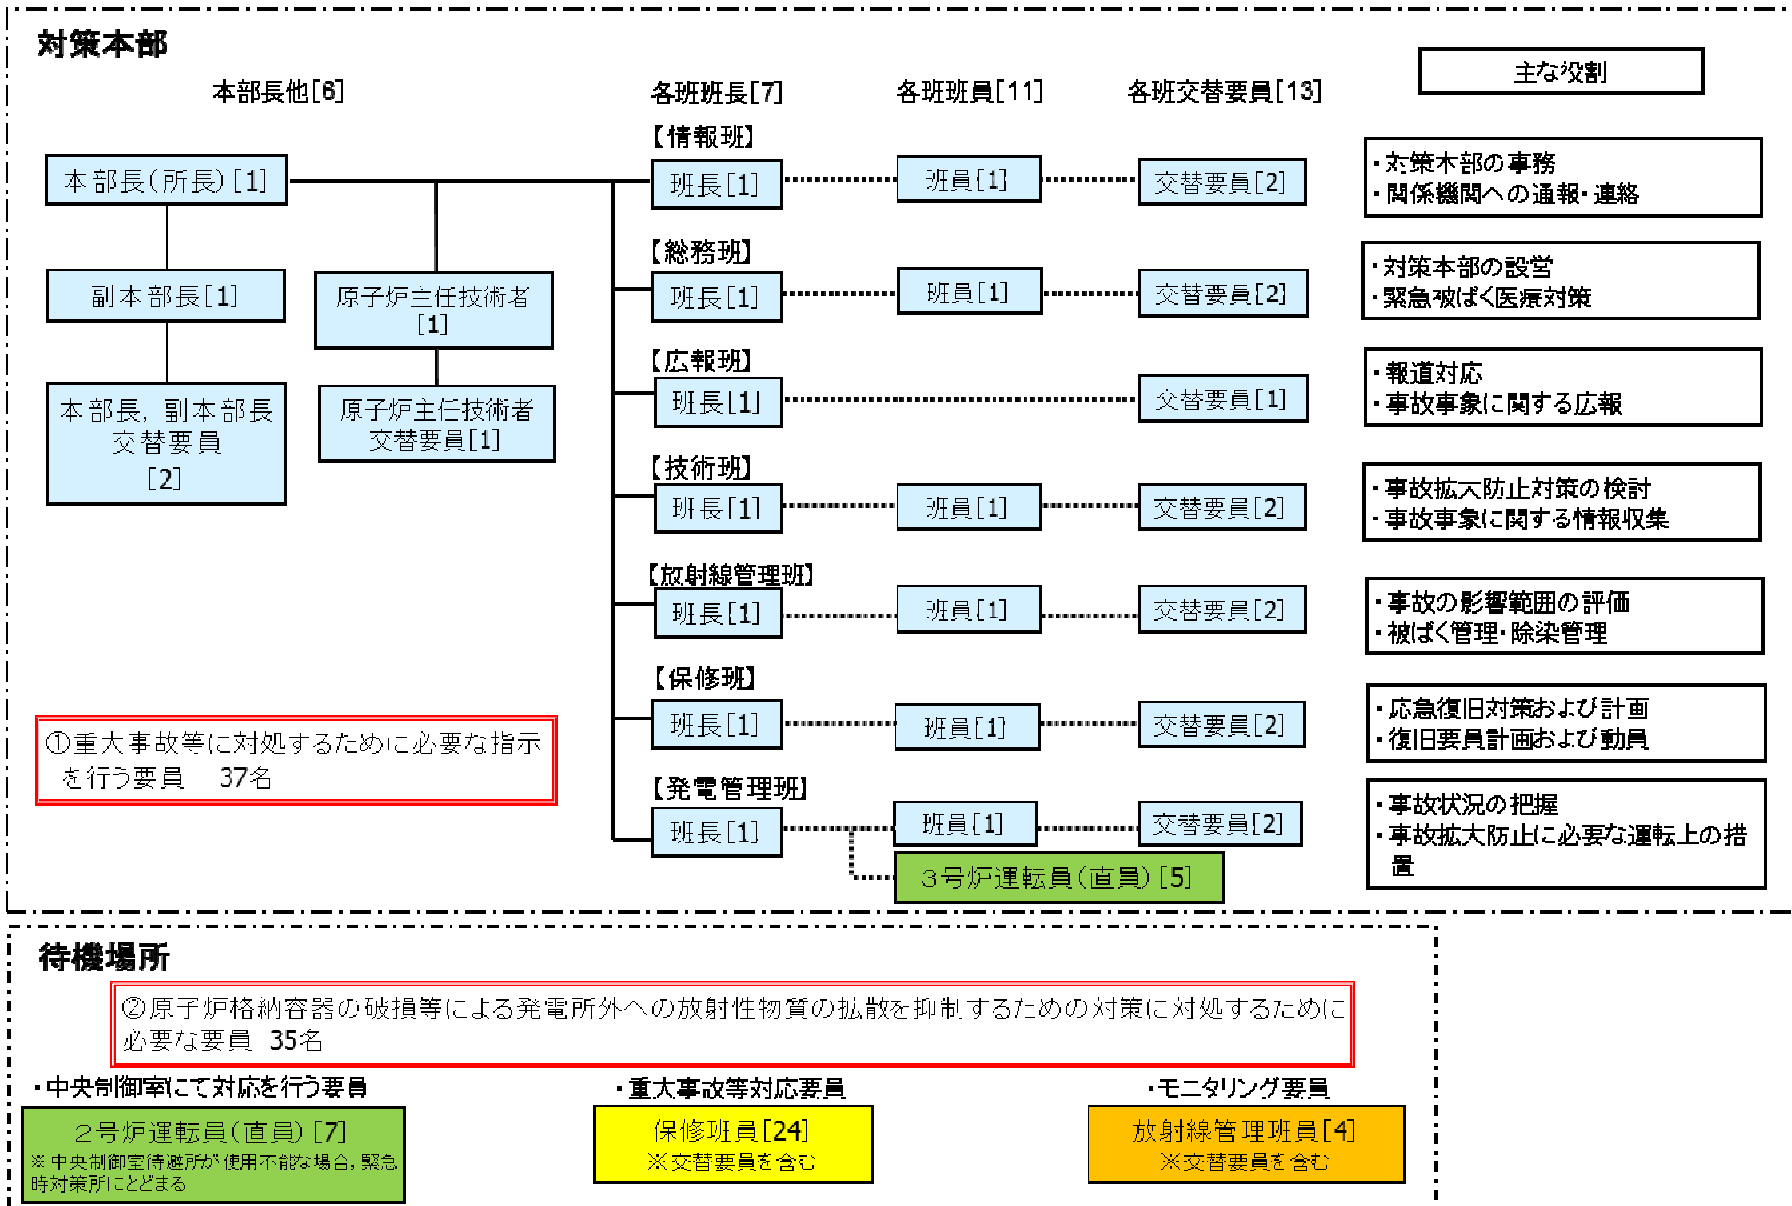 対策本部
本部長他[6]
各班班長[7]
各班班員[11]
各班交替要員[13]
主な役割
本部長(所長)[1]
副本部長[1]
本部長，副本部長
交替要員
[2]
原子炉主任技術者
[1]
原子炉主任技術者
交替要員[1]
【情報班】
班長[1]
班員[1]
交替要員[2]
・対策本部の事務
・関係機関への通報・連絡
【総務班】
班長[1]
班員[1]
交替要員[2]
・対策本部の設営
・緊急被ばく医療対策
【広報班】
班長[1]
交替要員[1]
・報道対応
・事故事象に関する広報
【技術班】
班長[1]
班員[1]
交替要員[2]
・事故拡大防止対策の検討
・事故事象に関する情報収集
【放射線管理班】
班長[1]
班員[1]
交替要員[2]
・事故の影響範囲の評価
・被ばく管理・除染管理
【保修班】
班長[1]
班員[1]
交替要員[2]
・応急復旧対策および計画
・復旧要員計画および動員
【発電管理班】
班長[1]
班員[1]
交替要員[2]
３号炉運転員(直員)[5]
・事故状況の把握
・事故拡大防止に必要な運転上の措
置
①重大事故等に対処するために必要な指示
を行う要員　37名
待機場所
②原子炉格納容器の破損等による発電所外への放射性物質の拡散を抑制するための対策に対処するために
必要な要員　35名
・中央制御室にて対応を行う要員
２号炉運転員(直員)[7]
※中央制御室待避所が使用不能な場合，緊急
時対策所にとどまる
・重大事故等対応要員
保修班員[24]
※交替要員を含む
・モニタリング要員
放射線管理班員[4]
※交替要員を含む